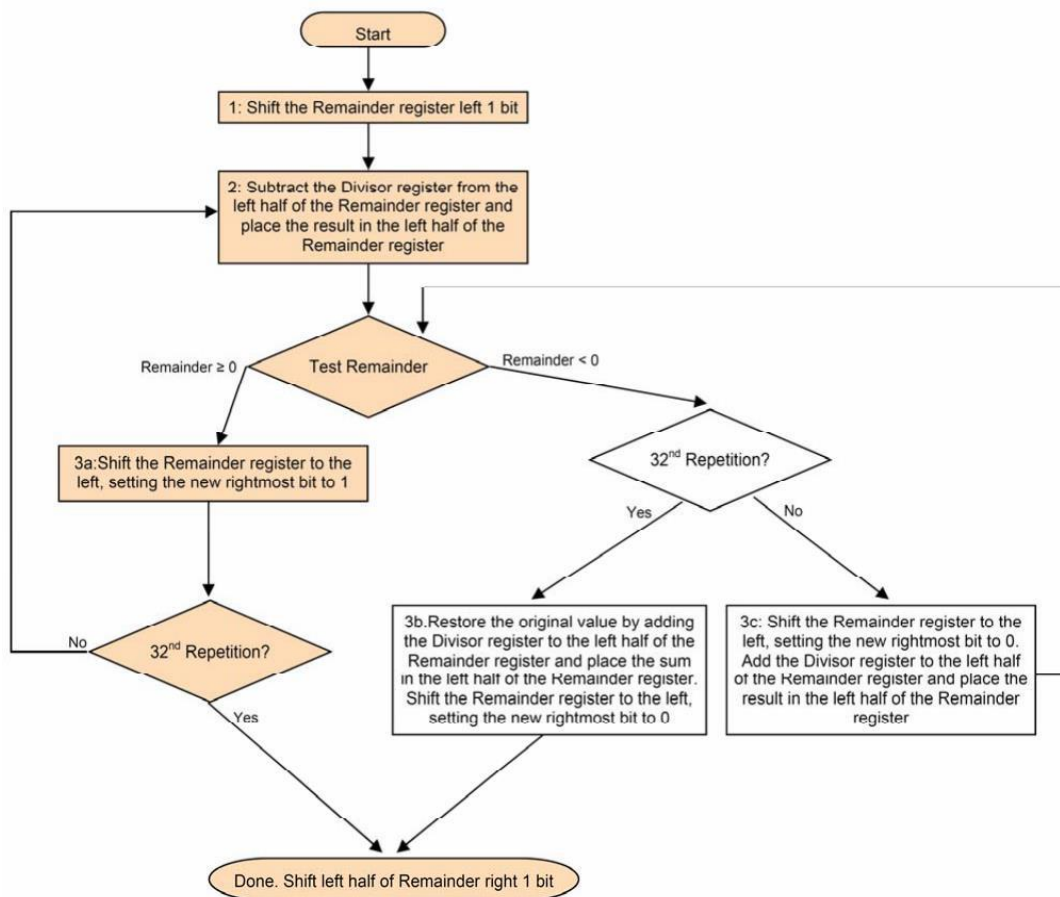 Start
1: Shift the Remainder register left 1 bit
2: Subtract the Divisor register from the
left half of the Remainder register and
place the result in the left half of the
Remainder register
Test Remainder
Remainder ≥ 0
Remainder < 0
3a:Shift the Remainder register to the
left, setting the new rightmost bit to 1
32nd Repetition?
Yes
No
No
32nd Repetition?
Yes
3b.Restore the original value by adding
the Divisor register to the left half of the
Remainder register and place the sum
in the left half of the Remainder register.
Shift the Remainder register to the left,
setting the new rightmost bit to 0
3c: Shift the Remainder register to the
left, setting the new rightmost bit to 0.
Add the Divisor register to the left half
of the Remainder register and place the
result in the left half of the Remainder
register
Done. Shift left half of Remainder right 1 bit